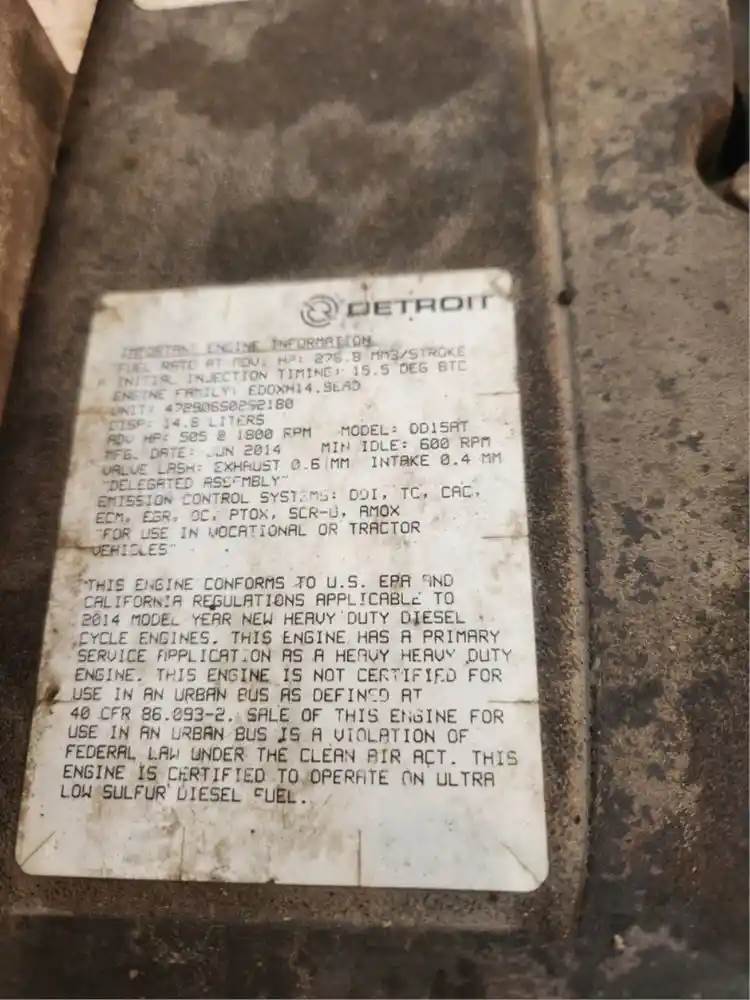 DETROIT
IMPORTANT ENGINE INFORMATION
FUEL RATE AT ADV. HP: 276.8 MM3/STROKE
INITIAL INJECTION TIMING: 15.5 DEG BTC
ENGINE FAMILY: EDDXH14.8EAD
UNIT: 472906S0292180
DISP: 14.8 LITERS
ADV HP: 505 @ 1800 RPM MODEL: DD15AT
MFG. DATE: JUN 2014 MIN IDLE: 600 RPM
VALVE LASH: EXHAUST 0.6 MM INTAKE 0.4 MM
"DELEGATED ASSEMBLY"
EMISSION CONTROL SYSTEMS: DDI, TC, CAC,
ECM, EGR, OC, PTOX, SCR-U, AMOX
"FOR USE IN VOCATIONAL OR TRACTOR
VEHICLES"
"THIS ENGINE CONFORMS TO U.S. EPA AND
CALIFORNIA REGULATIONS APPLICABLE TO
2014 MODEL YEAR NEW HEAVY DUTY DIESEL
CYCLE ENGINES. THIS ENGINE HAS A PRIMARY
SERVICE APPLICATION AS A HEAVY HEAVY DUTY
ENGINE. THIS ENGINE IS NOT CERTIFIED FOR
USE IN AN URBAN BUS AS DEFINED AT
40 CFR 86.093-2. SALE OF THIS ENGINE FOR
USE IN AN URBAN BUS IS A VIOLATION OF
FEDERAL LAW UNDER THE CLEAN AIR ACT. THIS
ENGINE IS CERTIFIED TO OPERATE ON ULTRA
LOW SULFUR DIESEL FUEL.